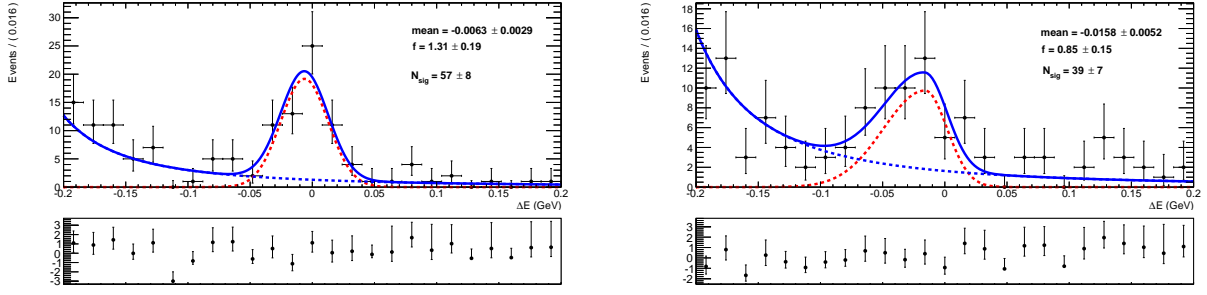 Events / ( 0.016 )
30
25
20
15
10
5
0
mean = -0.0063 ± 0.0029
f = 1.31 ± 0.19
N_sig = 57 ± 8
-0.2 -0.15 -0.1 -0.05 0 0.05 0.1 0.15 0.2
ΔE (GeV)
3
2
1
0
-1
-2
-3
Events / ( 0.016 )
18
16
14
12
10
8
6
4
2
0
mean = -0.0158 ± 0.0052
f = 0.85 ± 0.15
N_sig = 39 ± 7
-0.2 -0.15 -0.1 -0.05 0 0.05 0.1 0.15 0.2
ΔE (GeV)
3
2
1
0
-1
-2